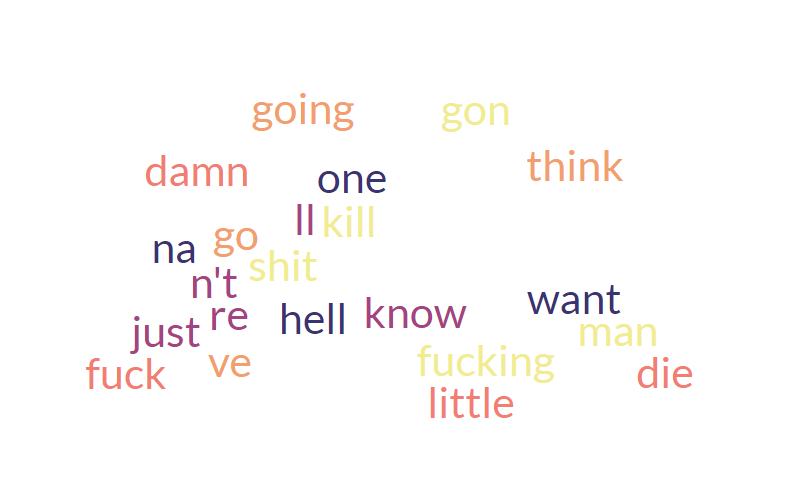 going gon
damn one think
ll kill
na go
shit
n't
re hell know want
just man
fuck ve fucking die
little